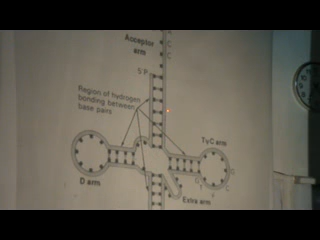 C
C
Acceptor
arm
5'P
Region of hydrogen
bonding between
base pairs
TψC arm
D arm
Extra arm